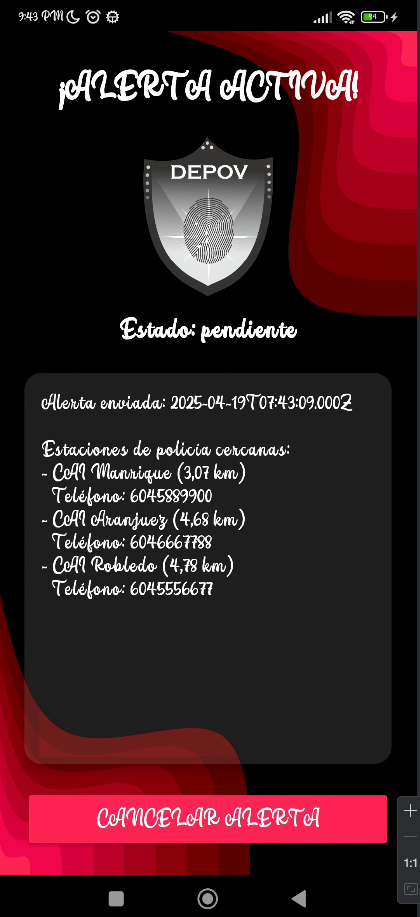 9:43 PM
84
¡ALERTA ACTIVA!
DEPOV
Estado: pendiente
Alerta enviada: 2025-04-19T07:43:09.000Z
Estaciones de policía cercanas:
- CAI Manrique (3,07 km)
Teléfono: 6045889900
- CAI Aranjuez (4,68 km)
Teléfono: 6046667788
- CAI Robledo (4,78 km)
Teléfono: 6045556677
CANCELAR ALERTA
1:1